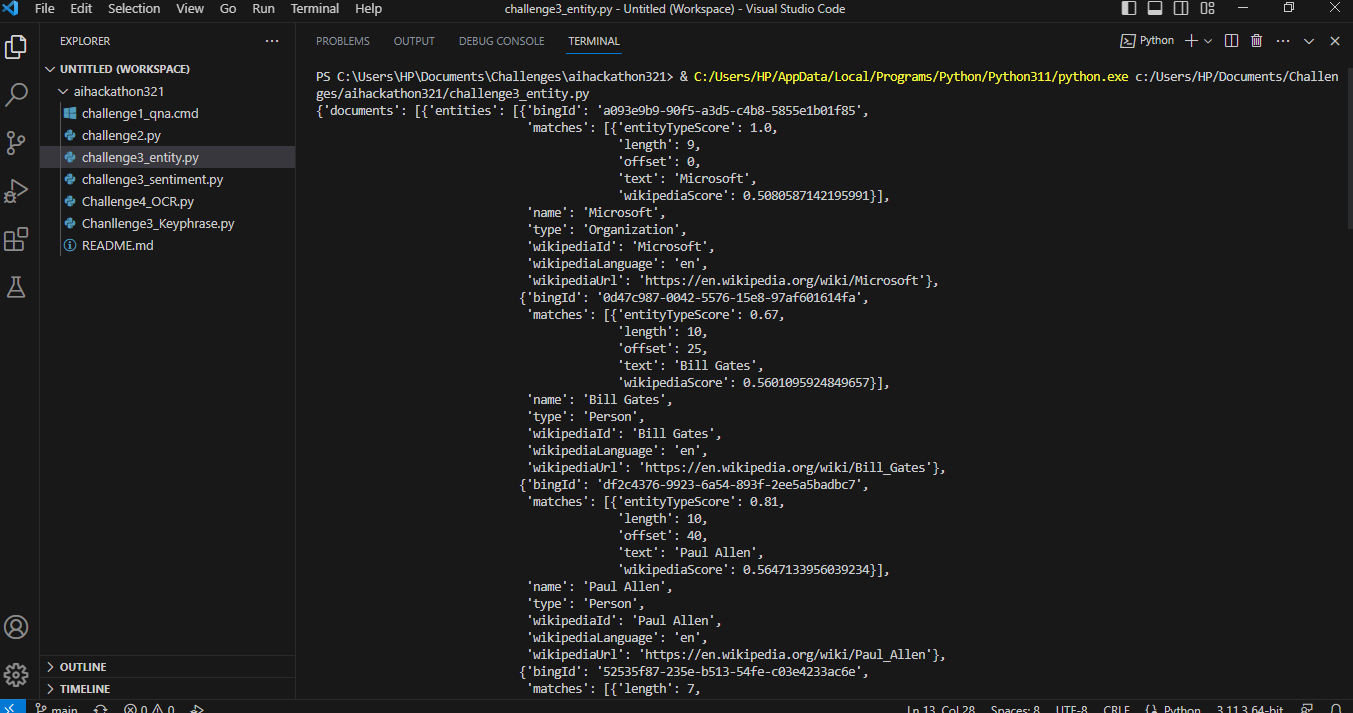 File Edit Selection View Go Run Terminal Help
challenge3_entity.py - Untitled (Workspace) - Visual Studio Code
EXPLORER
UNTITLED (WORKSPACE)
aihackathon321
challenge1_qna.cmd
challenge2.py
challenge3_entity.py
challenge3_sentiment.py
Challenge4_OCR.py
Chanllenge3_Keyphrase.py
README.md
OUTLINE
TIMELINE
PROBLEMS OUTPUT DEBUG CONSOLE TERMINAL
Python
PS C:\Users\HP\Documents\Challenges\aihackathon321> & C:/Users/HP/AppData/Local/Programs/Python/Python311/python.exe c:/Users/HP/Documents/Challen
ges/aihackathon321/challenge3_entity.py
{'documents': [{'entities': [{'bingId': 'a093e9b9-90f5-a3d5-c4b8-5855e1b01f85',
'matches': [{'entityTypeScore': 1.0,
'length': 9,
'offset': 0,
'text': 'Microsoft',
'wikipediaScore': 0.5080587142195991}],
'name': 'Microsoft',
'type': 'Organization',
'wikipediaId': 'Microsoft',
'wikipediaLanguage': 'en',
'wikipediaUrl': 'https://en.wikipedia.org/wiki/Microsoft'},
{'bingId': '0d47c987-0042-5576-15e8-97af601614fa',
'matches': [{'entityTypeScore': 0.67,
'length': 10,
'offset': 25,
'text': 'Bill Gates',
'wikipediaScore': 0.5601095924849657}],
'name': 'Bill Gates',
'type': 'Person',
'wikipediaId': 'Bill Gates',
'wikipediaLanguage': 'en',
'wikipediaUrl': 'https://en.wikipedia.org/wiki/Bill_Gates'},
{'bingId': 'df2c4376-9923-6a54-893f-2ee5a5badbc7',
'matches': [{'entityTypeScore': 0.81,
'length': 10,
'offset': 40,
'text': 'Paul Allen',
'wikipediaScore': 0.5647133956039234}],
'name': 'Paul Allen',
'type': 'Person',
'wikipediaId': 'Paul Allen',
'wikipediaLanguage': 'en',
'wikipediaUrl': 'https://en.wikipedia.org/wiki/Paul_Allen'},
{'bingId': '52535f87-235e-b513-54fe-c03e4233ac6e',
'matches': [{'length': 7,
main 0 0 Ln 13, Col 28 Spaces: 8 UTF-8 CRLF {} Python 3.11.3 64-bit